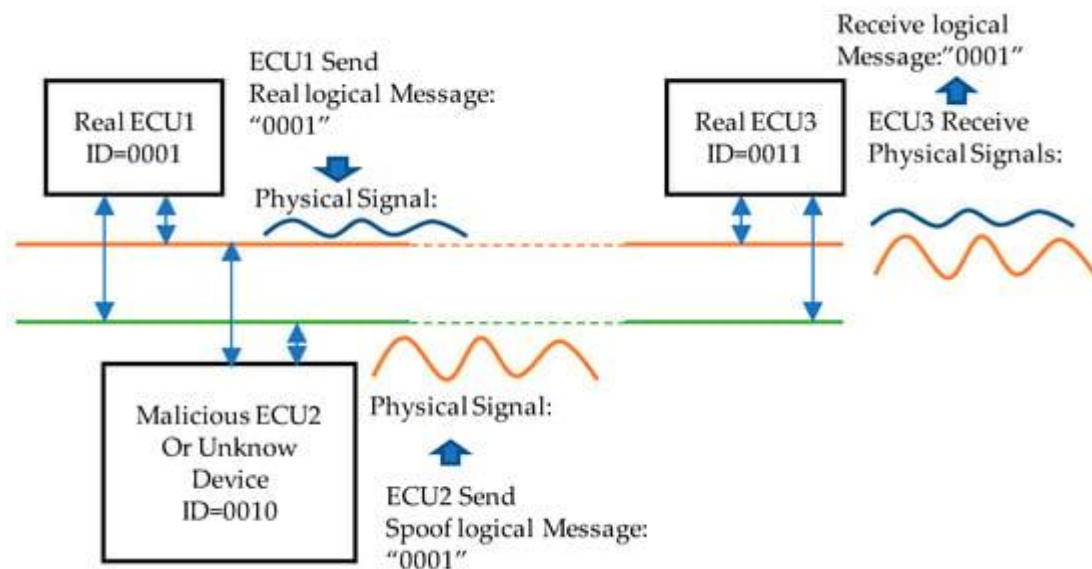 Real ECU1
ID=0001
ECU1 Send
Real logical Message:
“0001”
Physical Signal:
Real ECU3
ID=0011
Receive logical
Message:”0001”
ECU3 Receive
Physical Signals:
Malicious ECU2
Or Unknow
Device
ID=0010
Physical Signal:
ECU2 Send
Spoof logical Message:
“0001”